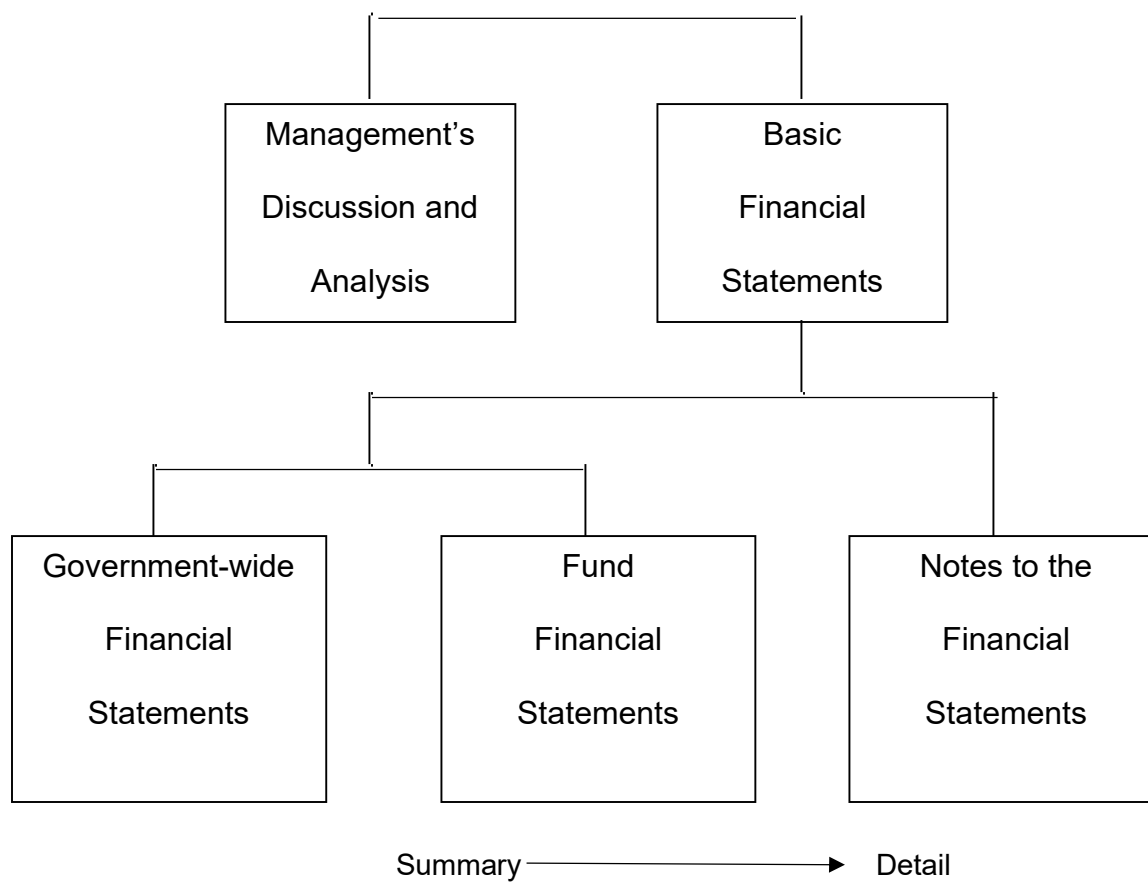 Management’s
Discussion and
Analysis
Basic
Financial
Statements
Government-wide
Financial
Statements
Fund
Financial
Statements
Notes to the
Financial
Statements
Summary
Detail